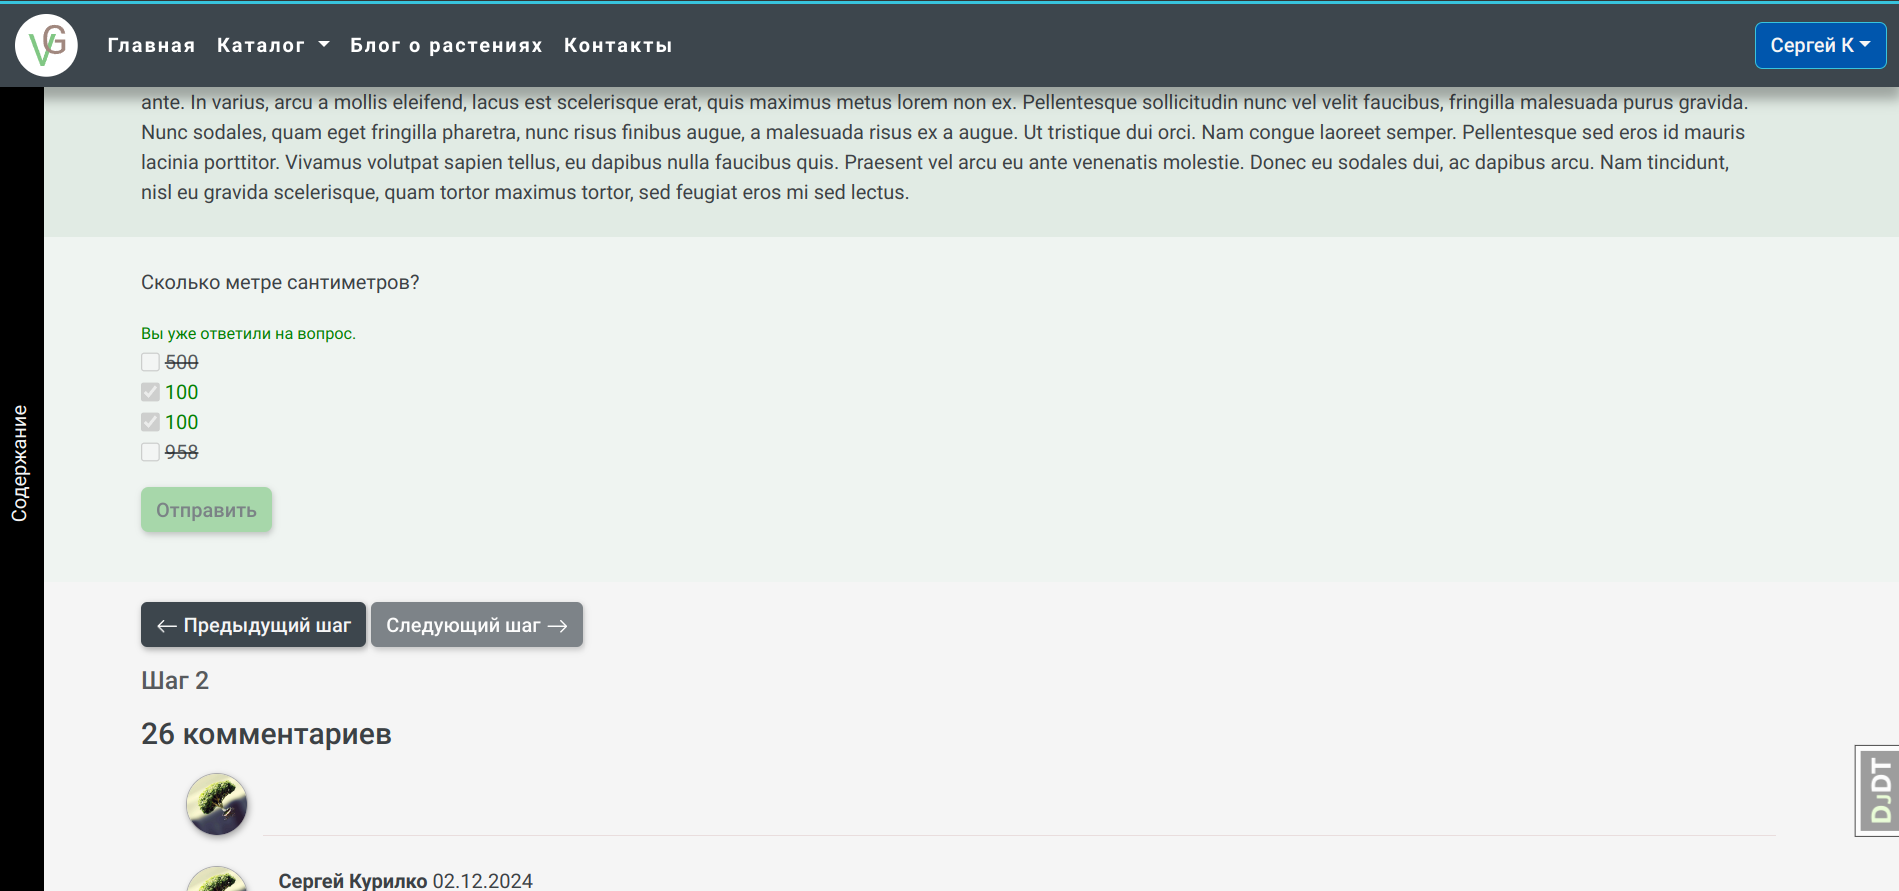 VG
Главная Каталог Блог о растениях Контакты
Сергей К
ante. In varius, arcu a mollis eleifend, lacus est scelerisque erat, quis maximus metus lorem non ex. Pellentesque sollicitudin nunc vel velit faucibus, fringilla malesuada purus gravida.
Nunc sodales, quam eget fringilla pharetra, nunc risus finibus augue, a malesuada risus ex a augue. Ut tristique dui orci. Nam congue laoreet semper. Pellentesque sed eros id mauris
lacinia porttitor. Vivamus volutpat sapien tellus, eu dapibus nulla faucibus quis. Praesent vel arcu eu ante venenatis molestie. Donec eu sodales dui, ac dapibus arcu. Nam tincidunt,
nisl eu gravida scelerisque, quam tortor maximus tortor, sed feugiat eros mi sed lectus.
Сколько метре сантиметров?
Вы уже ответили на вопрос.
500
100
100
958
Отправить
Содержание
← Предыдущий шаг
Следующий шаг →
Шаг 2
26 комментариев
DjDT
Сергей Курилко 02.12.2024